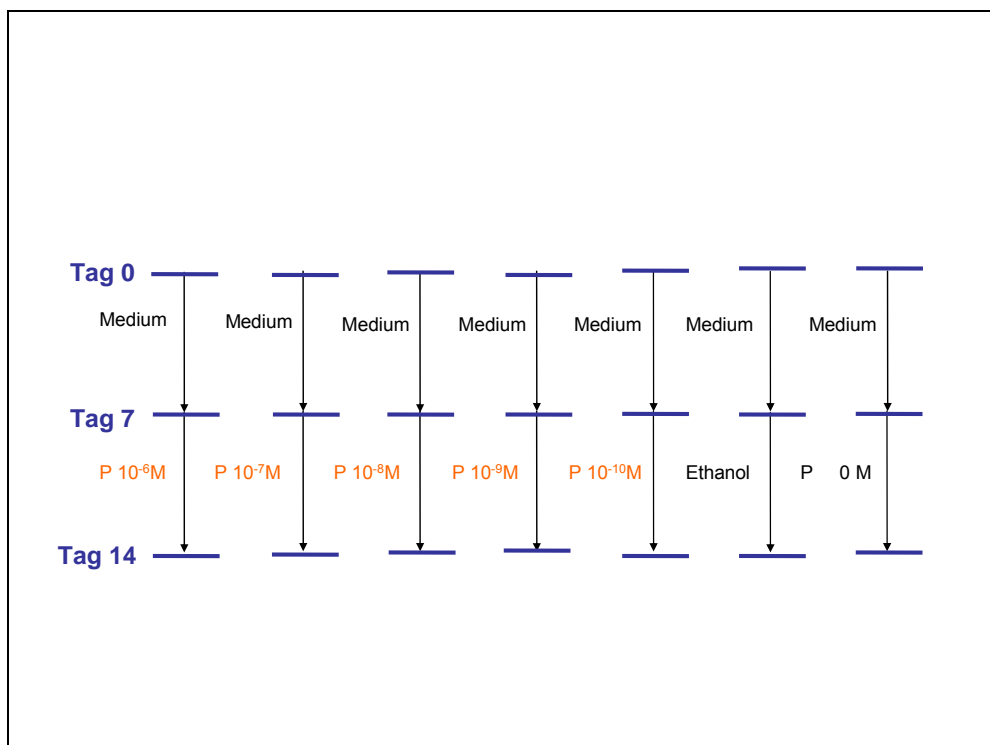 Tag 0
Medium Medium Medium Medium Medium Medium Medium
Tag 7
P 10⁻⁶M P 10⁻⁷M P 10⁻⁸M P 10⁻⁹M P 10⁻¹⁰M Ethanol P 0 M
Tag 14